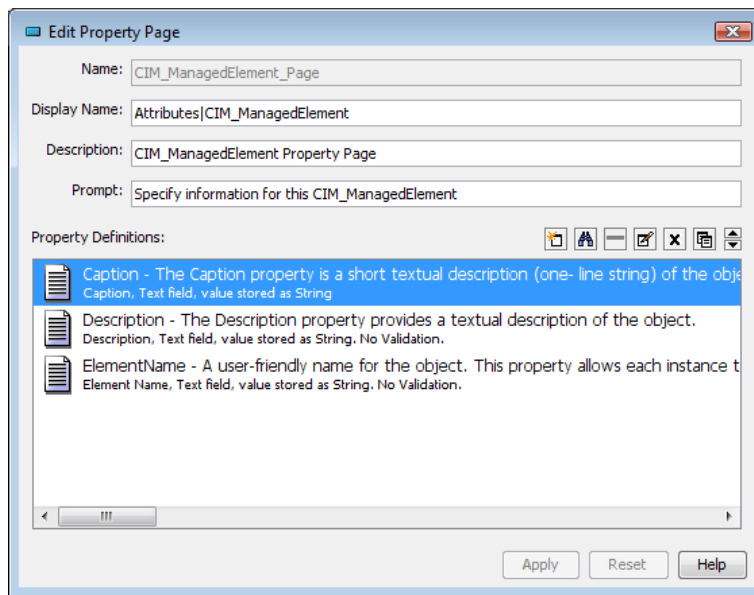 Edit Property Page
Name: CIM_ManagedElement_Page
Display Name: Attributes|CIM_ManagedElement
Description: CIM_ManagedElement Property Page
Prompt: Specify information for this CIM_ManagedElement
Property Definitions:
Caption - The Caption property is a short textual description (one- line string) of the obje
Caption, Text field, value stored as String
Description - The Description property provides a textual description of the object.
Description, Text field, value stored as String. No Validation.
ElementName - A user-friendly name for the object. This property allows each instance t
Element Name, Text field, value stored as String. No Validation.
Apply Reset Help